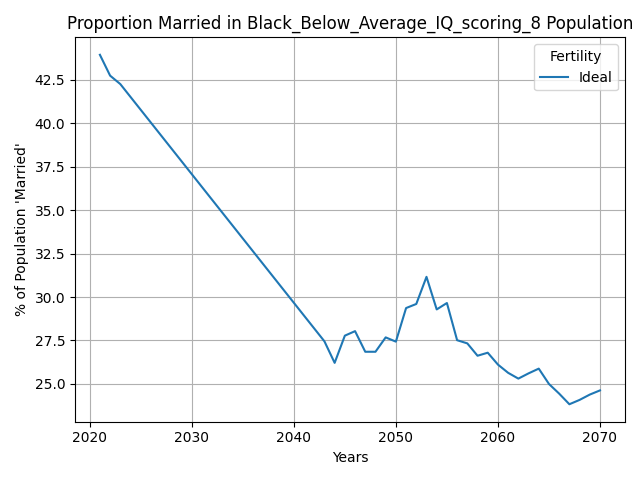 Proportion Married in Black_Below_Average_IQ_scoring_8 Population
Fertility
Ideal
% of Population 'Married'
42.5
40.0
37.5
35.0
32.5
30.0
27.5
25.0
2020
2030
2040
2050
2060
2070
Years